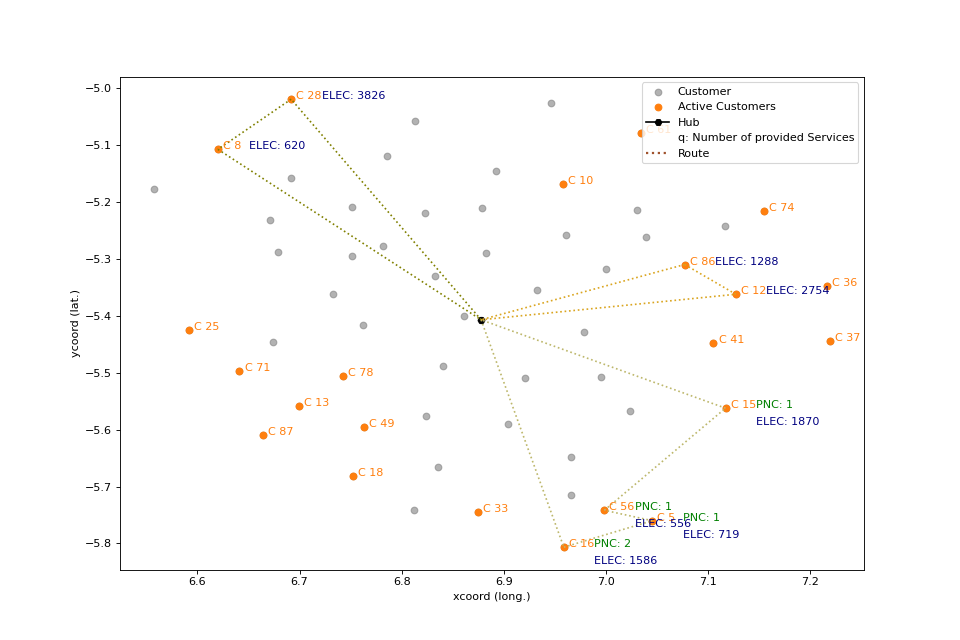 Customer
Active Customers
Hub
q: Number of provided Services
Route
C 28 ELEC: 3826
C 8 ELEC: 620
C 10
C 74
C 86 ELEC: 1288
C 12 ELEC: 2754
C 36
C 25
C 41
C 37
C 71
C 78
C 13
C 15 PNC: 1
ELEC: 1870
C 49
C 87
C 18
C 33
C 56 PNC: 1
ELEC: 556
C 5 PNC: 1
ELEC: 719
C 16 PNC: 2
ELEC: 1586
−5.0
−5.1
−5.2
−5.3
−5.4
−5.5
−5.6
−5.7
−5.8
ycoord (lat.)
6.6 6.7 6.8 6.9 7.0 7.1 7.2
xcoord (long.)